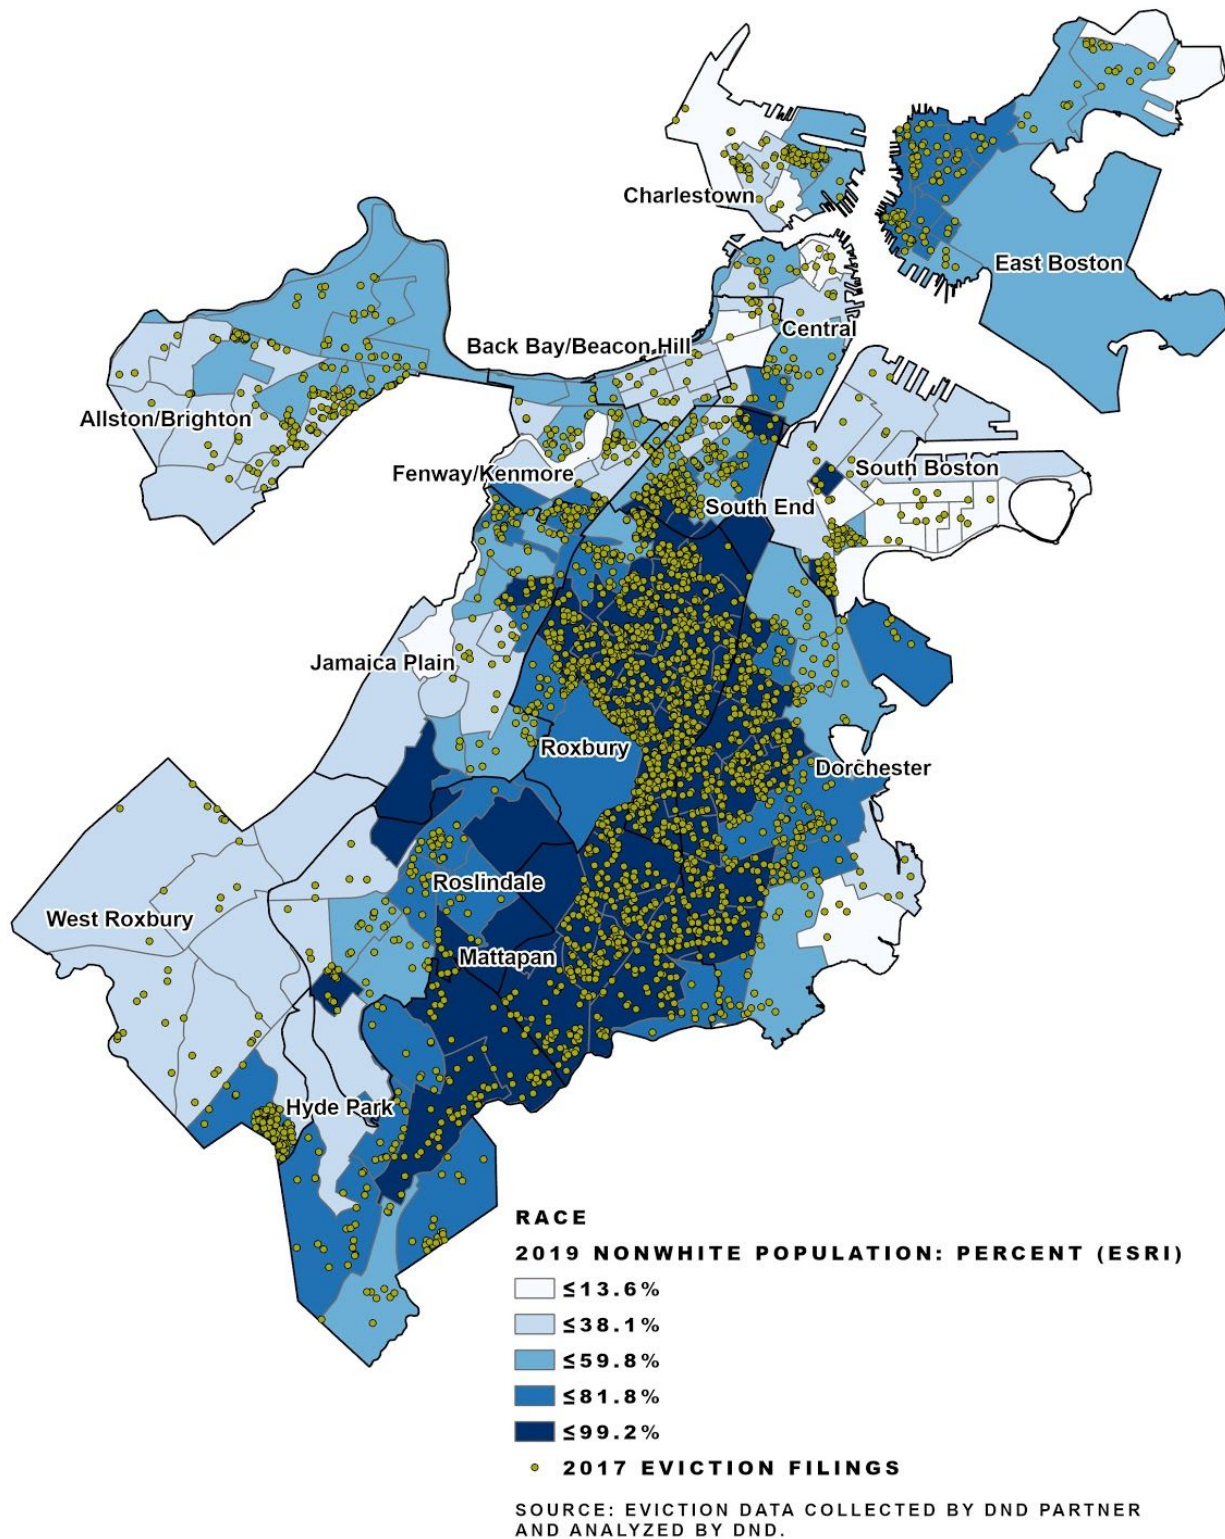 Charlestown
East Boston
Central
Back Bay/Beacon Hill
Allston/Brighton
Fenway/Kenmore
South Boston
South End
Jamaica Plain
Roxbury
Dorchester
Roslindale
West Roxbury
Mattapan
Hyde Park
RACE
2019 NONWHITE POPULATION: PERCENT (ESRI)
≤13.6%
≤38.1%
≤59.8%
≤81.8%
≤99.2%
2017 EVICTION FILINGS
SOURCE: EVICTION DATA COLLECTED BY DND PARTNER
AND ANALYZED BY DND.